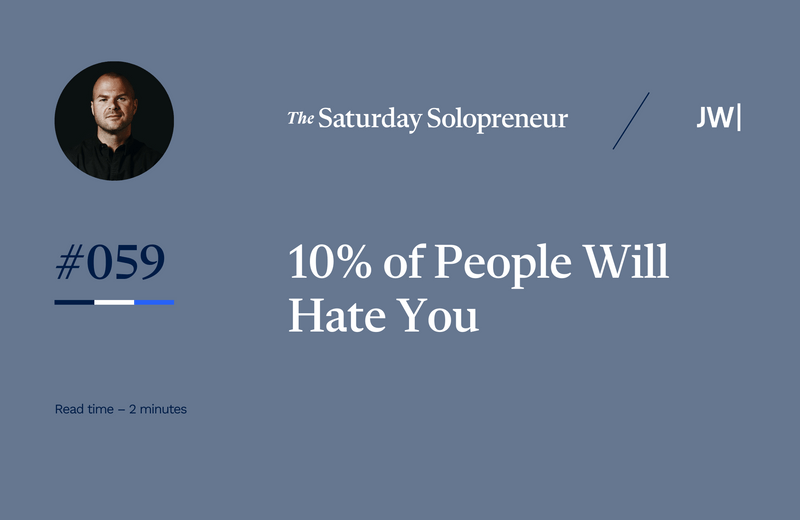 The Saturday Solopreneur
JW|
#059
10% of People Will
Hate You
Read time – 2 minutes